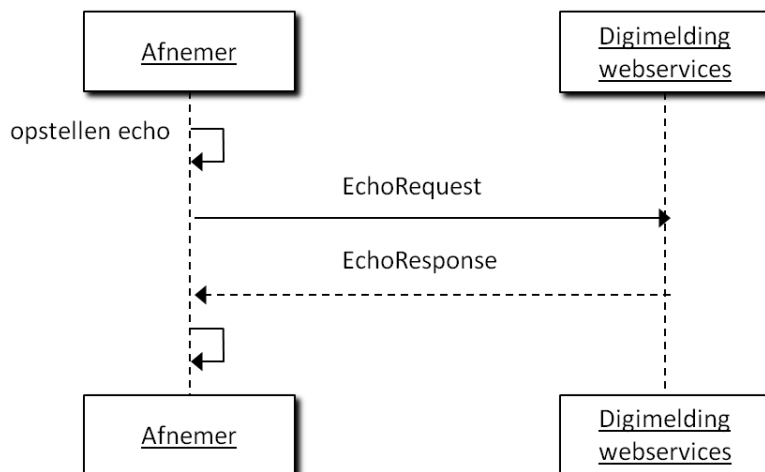 Afnemer
Digimelding
webservices
opstellen echo
EchoRequest
EchoResponse
Afnemer
Digimelding
webservices